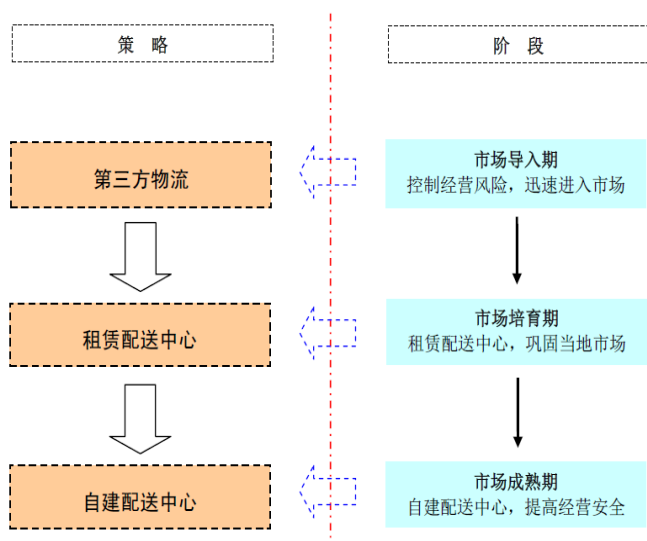 策 略
阶 段
第三方物流
市场导入期
控制经营风险，迅速进入市场
租赁配送中心
市场培育期
租赁配送中心，巩固当地市场
自建配送中心
市场成熟期
自建配送中心，提高经营安全